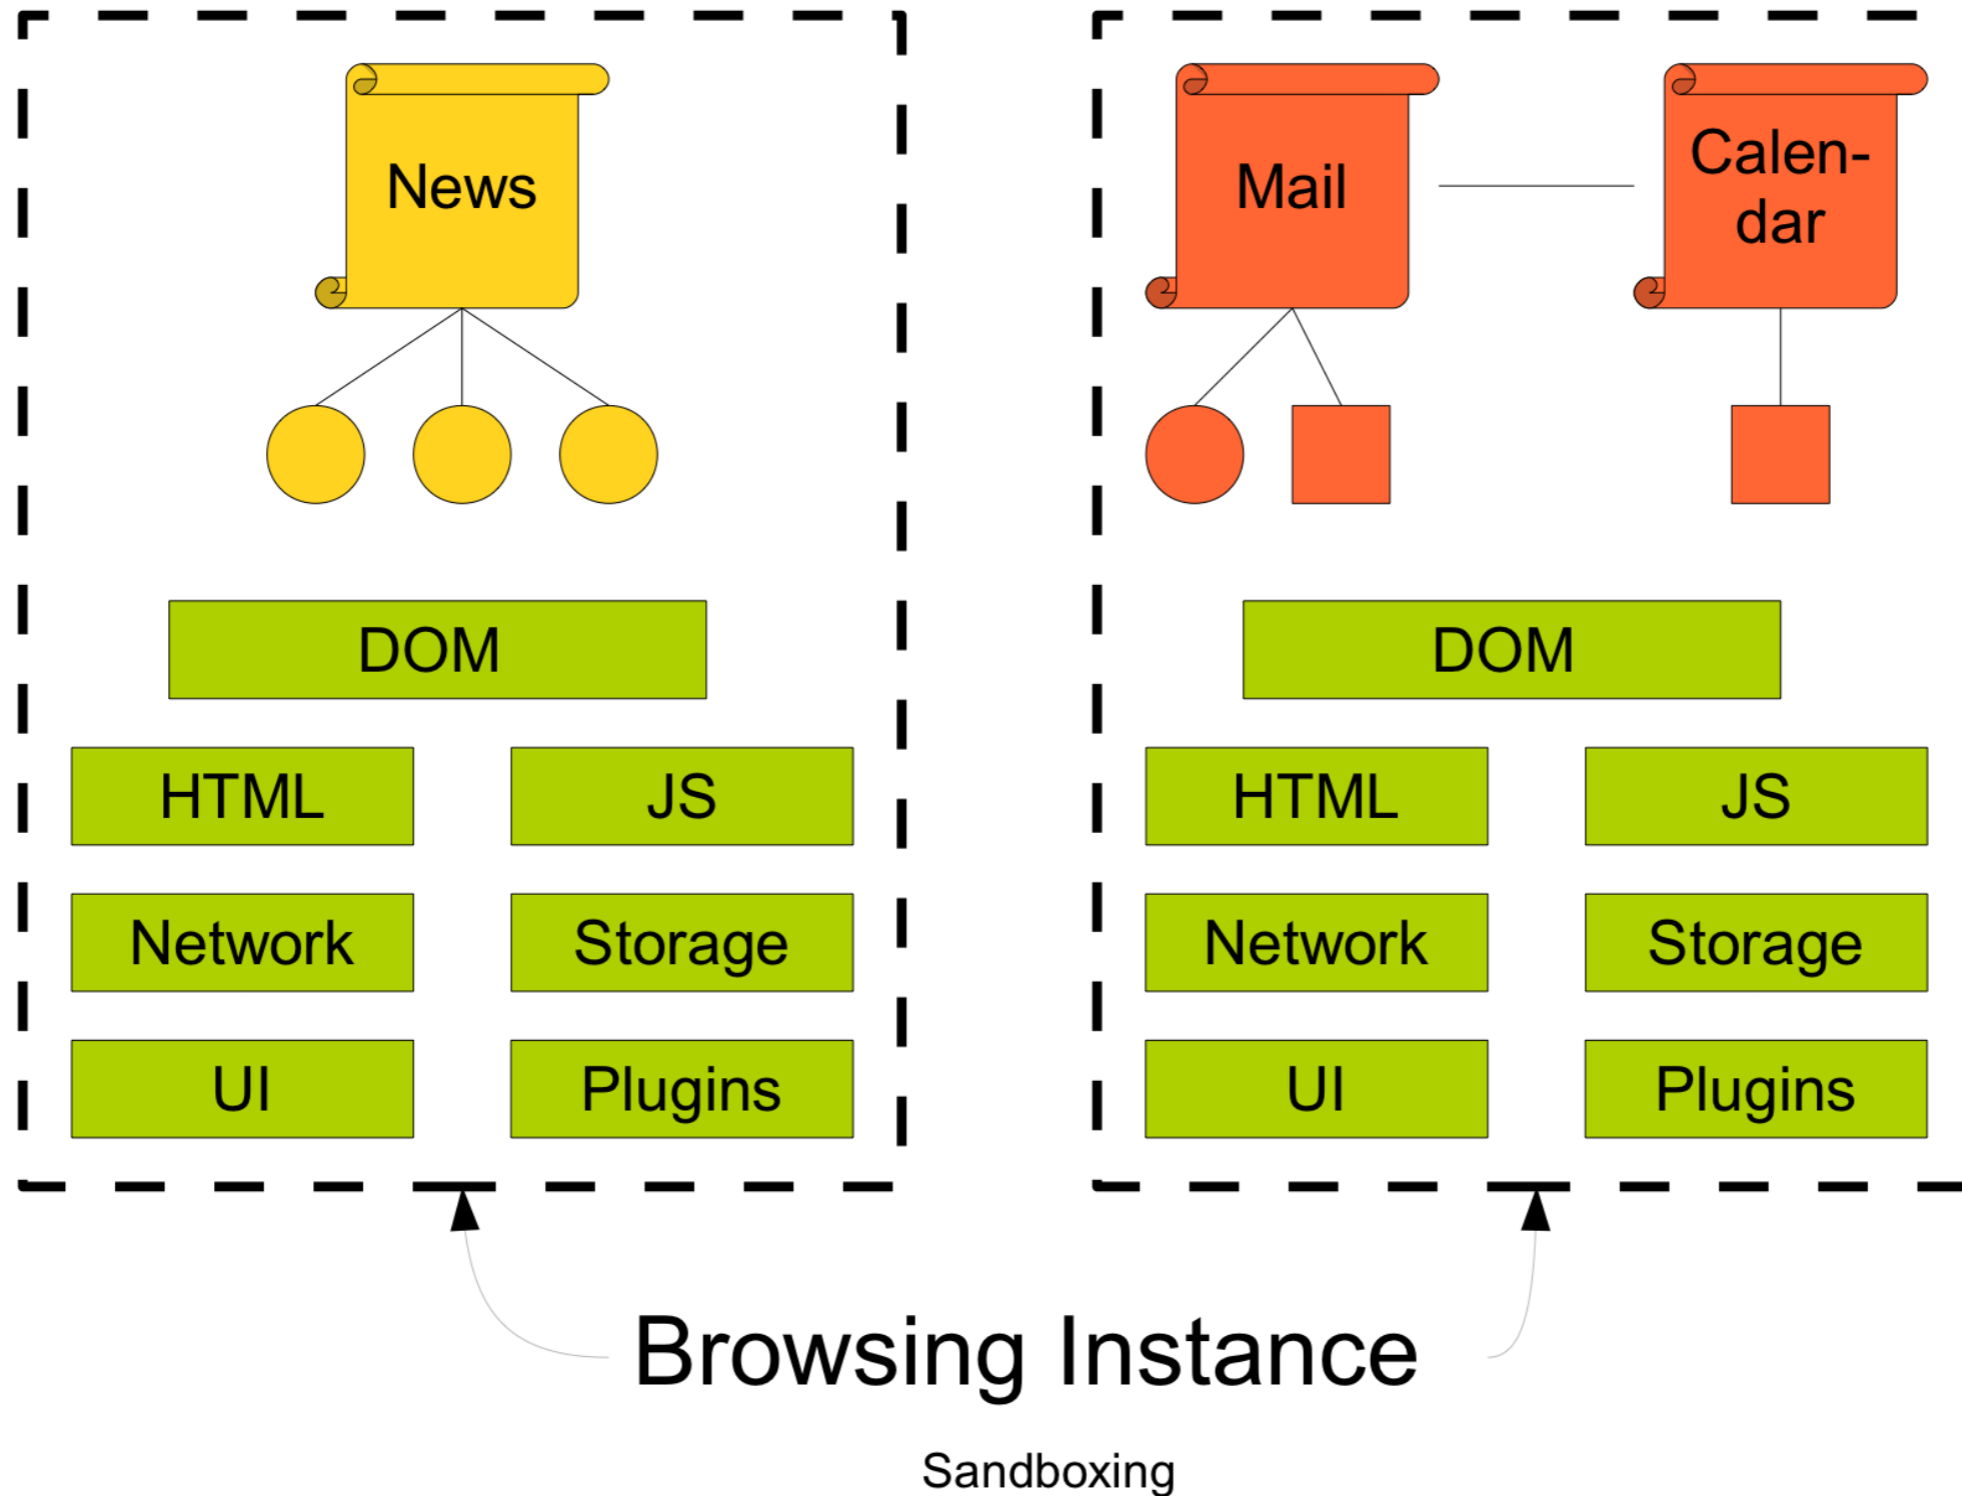 News
Mail
Calen-
dar
DOM
DOM
HTML
JS
HTML
JS
Network
Storage
Network
Storage
UI
Plugins
UI
Plugins
Browsing Instance
Sandboxing